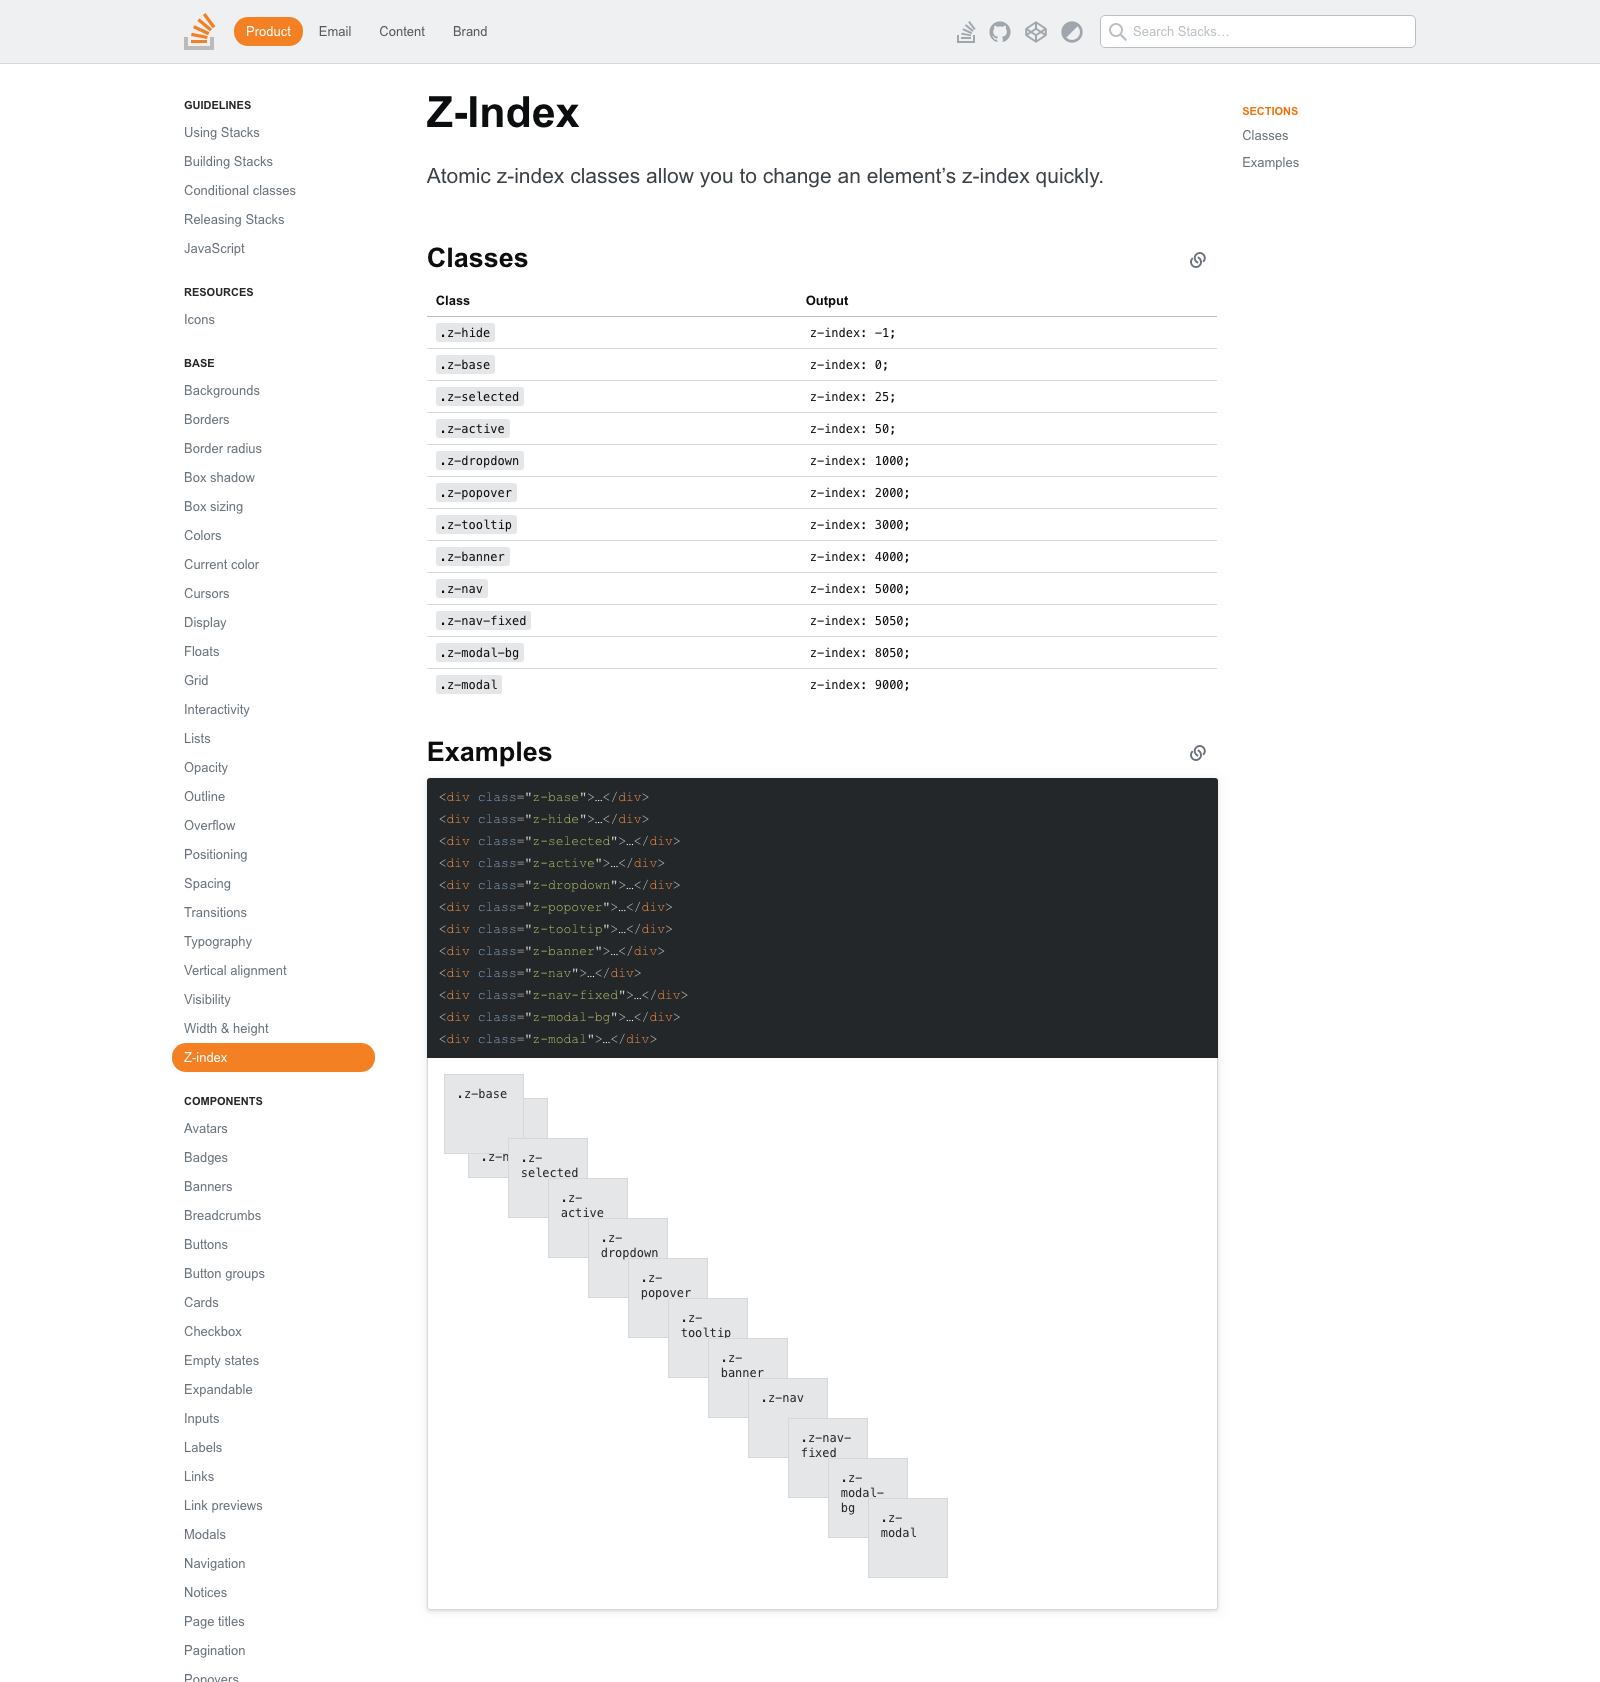 Product
Email
Content
Brand
Search Stacks…
GUIDELINES
Using Stacks
Building Stacks
Conditional classes
Releasing Stacks
JavaScript
RESOURCES
Icons
BASE
Backgrounds
Borders
Border radius
Box shadow
Box sizing
Colors
Current color
Cursors
Display
Floats
Grid
Interactivity
Lists
Opacity
Outline
Overflow
Positioning
Spacing
Transitions
Typography
Vertical alignment
Visibility
Width & height
Z-index
COMPONENTS
Avatars
Badges
Banners
Breadcrumbs
Buttons
Button groups
Cards
Checkbox
Empty states
Expandable
Inputs
Labels
Links
Link previews
Modals
Navigation
Notices
Page titles
Pagination
Popovers
Z-Index
Atomic z-index classes allow you to change an element’s z-index quickly.
Classes
Class Output
.z-hide z-index: -1;
.z-base z-index: 0;
.z-selected z-index: 25;
.z-active z-index: 50;
.z-dropdown z-index: 1000;
.z-popover z-index: 2000;
.z-tooltip z-index: 3000;
.z-banner z-index: 4000;
.z-nav z-index: 5000;
.z-nav-fixed z-index: 5050;
.z-modal-bg z-index: 8050;
.z-modal z-index: 9000;
Examples
<div class="z-base">…</div>
<div class="z-hide">…</div>
<div class="z-selected">…</div>
<div class="z-active">…</div>
<div class="z-dropdown">…</div>
<div class="z-popover">…</div>
<div class="z-tooltip">…</div>
<div class="z-banner">…</div>
<div class="z-nav">…</div>
<div class="z-nav-fixed">…</div>
<div class="z-modal-bg">…</div>
<div class="z-modal">…</div>
.z-base
.z-
selected
.z-
active
.z-
dropdown
.z-
popover
.z-
tooltip
.z-
banner
.z-nav
.z-nav-
fixed
.z-
modal-
bg
.z-
modal
SECTIONS
Classes
Examples